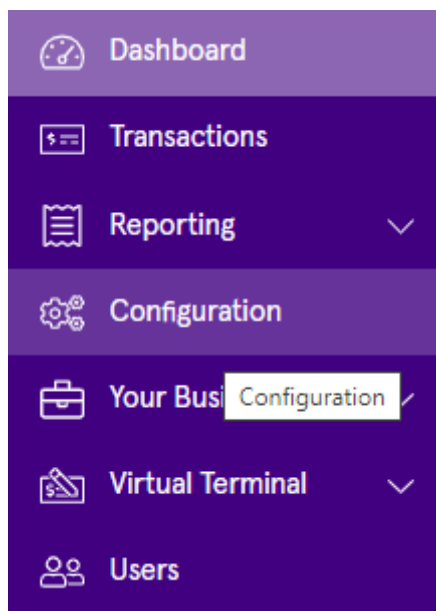 Dashboard
Transactions
Reporting
Configuration
Your Busi
Configuration
Virtual Terminal
Users